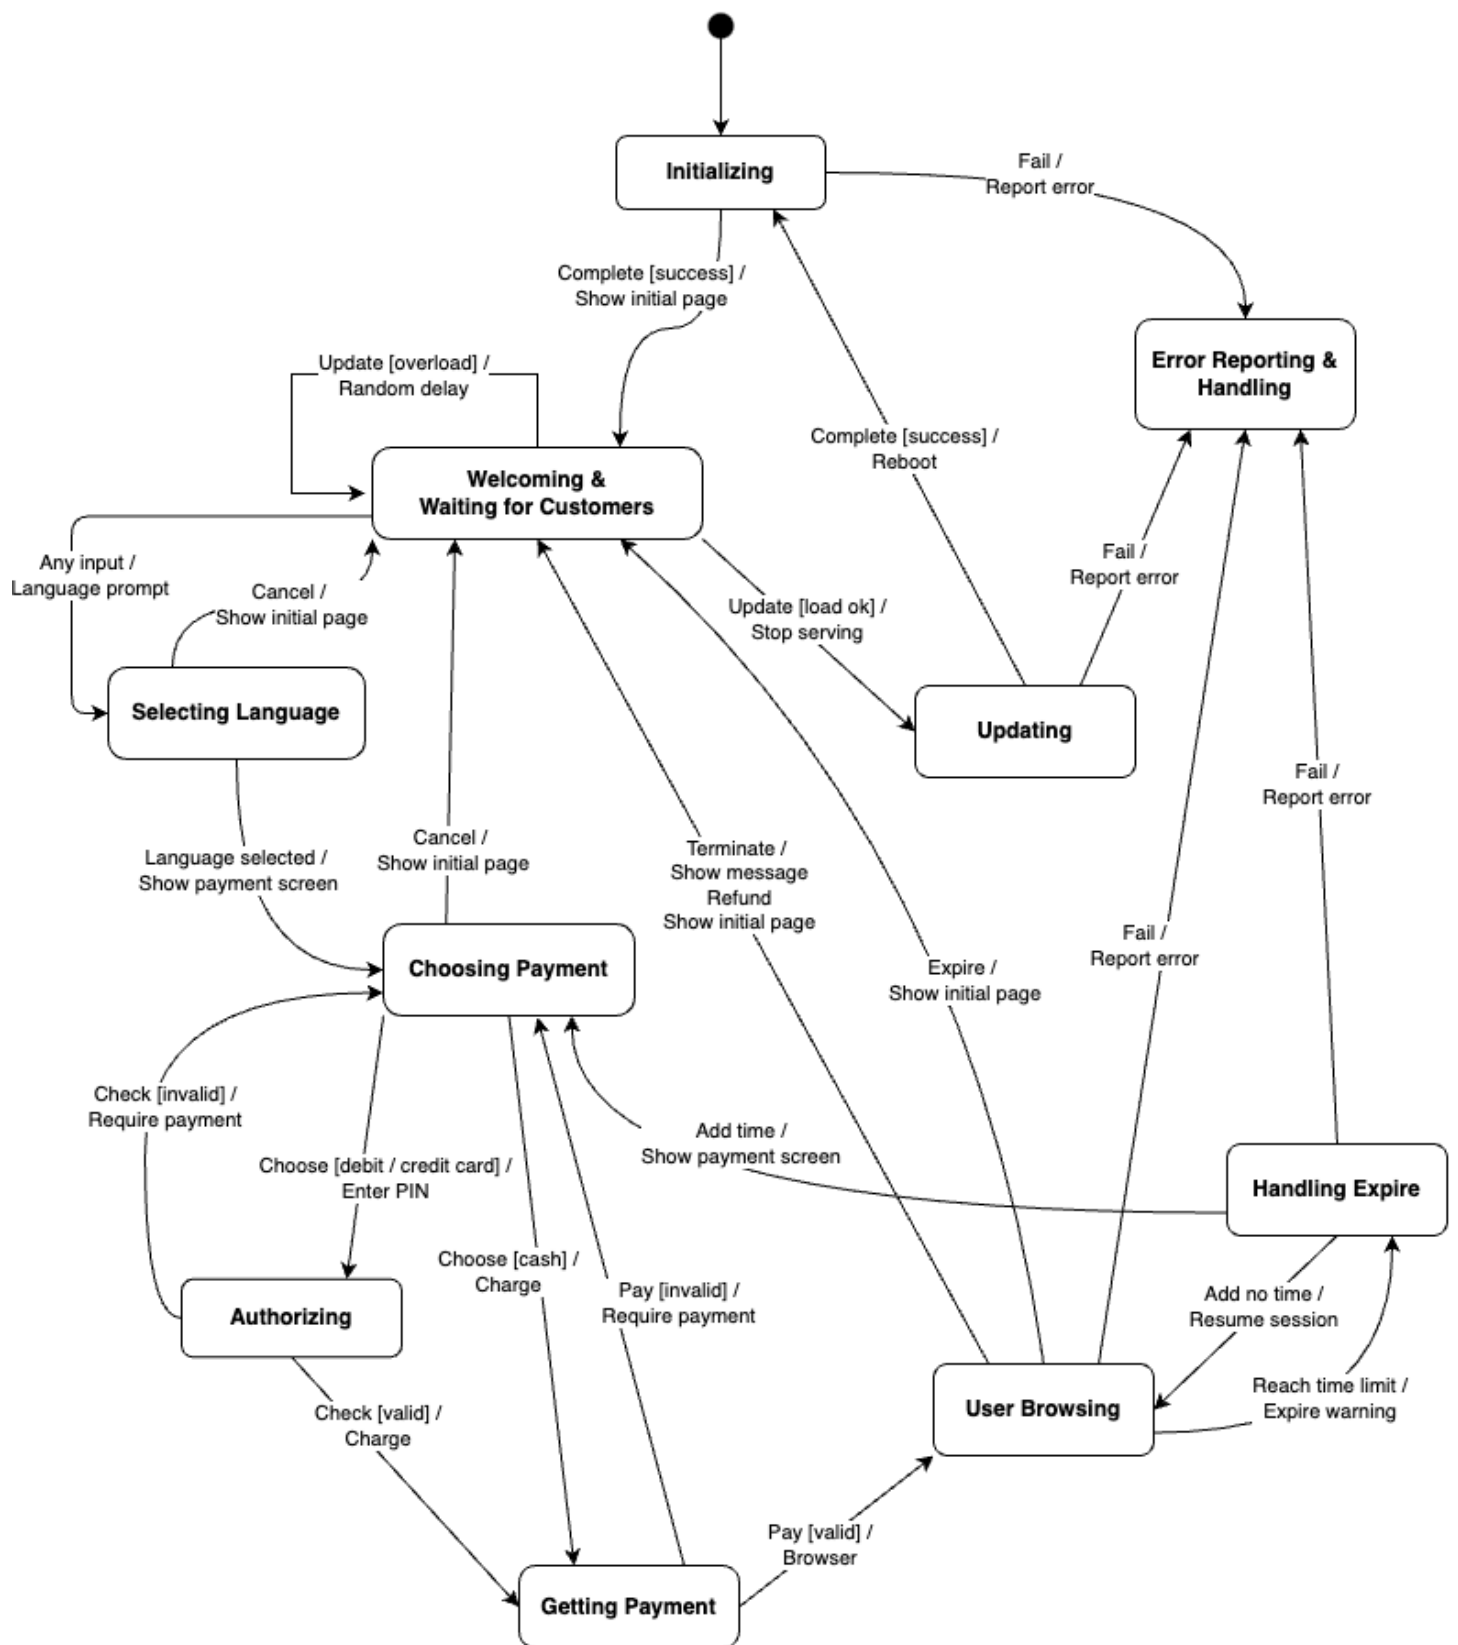 Initializing
Fail /
Report error
Complete [success] /
Show initial page
Error Reporting &
Handling
Update [overload] /
Random delay
Complete [success] /
Reboot
Welcoming &
Waiting for Customers
Any input /
Language prompt
Cancel /
Show initial page
Fail /
Report error
Update [load ok] /
Stop serving
Selecting Language
Updating
Fail /
Report error
Cancel /
Show initial page
Terminate /
Show message
Refund
Show initial page
Language selected /
Show payment screen
Fail /
Report error
Choosing Payment
Expire /
Show initial page
Check [invalid] /
Require payment
Add time /
Show payment screen
Choose [debit / credit card] /
Enter PIN
Handling Expire
Choose [cash] /
Charge
Pay [invalid] /
Require payment
Add no time /
Resume session
Authorizing
Reach time limit /
Expire warning
User Browsing
Check [valid] /
Charge
Pay [valid] /
Browser
Getting Payment